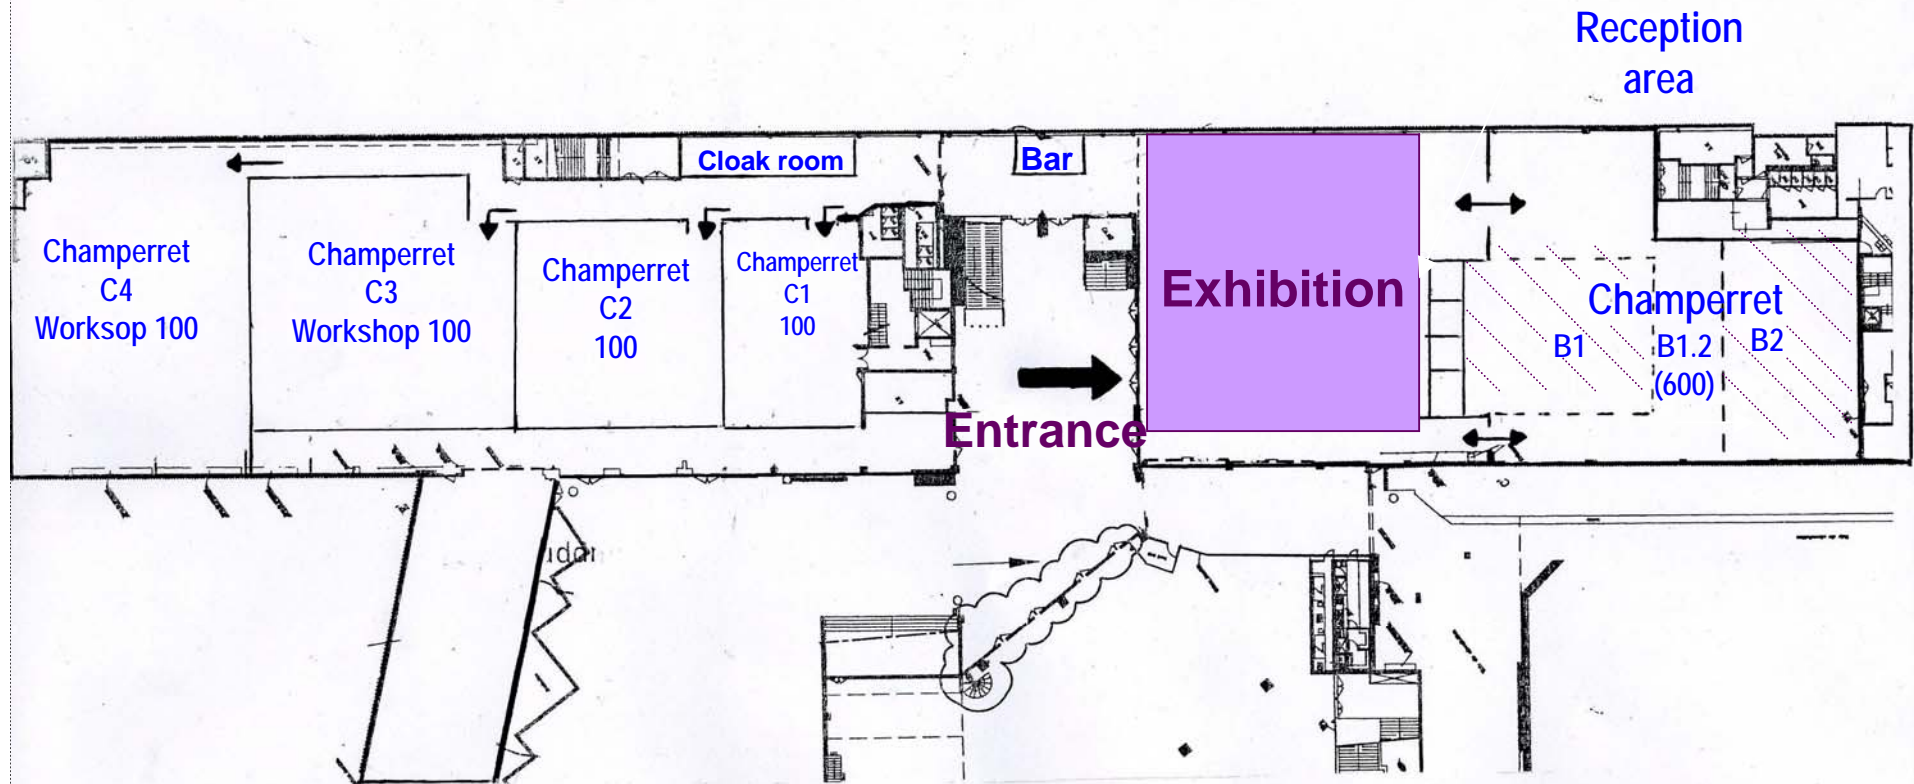 Reception
area
Cloak room
Bar
Champerret
C4
Worksop 100
Champerret
C3
Workshop 100
Champerret
C2
100
Champerret
C1
100
Exhibition
Champerret
B1
B1.2
(600)
B2
Entrance